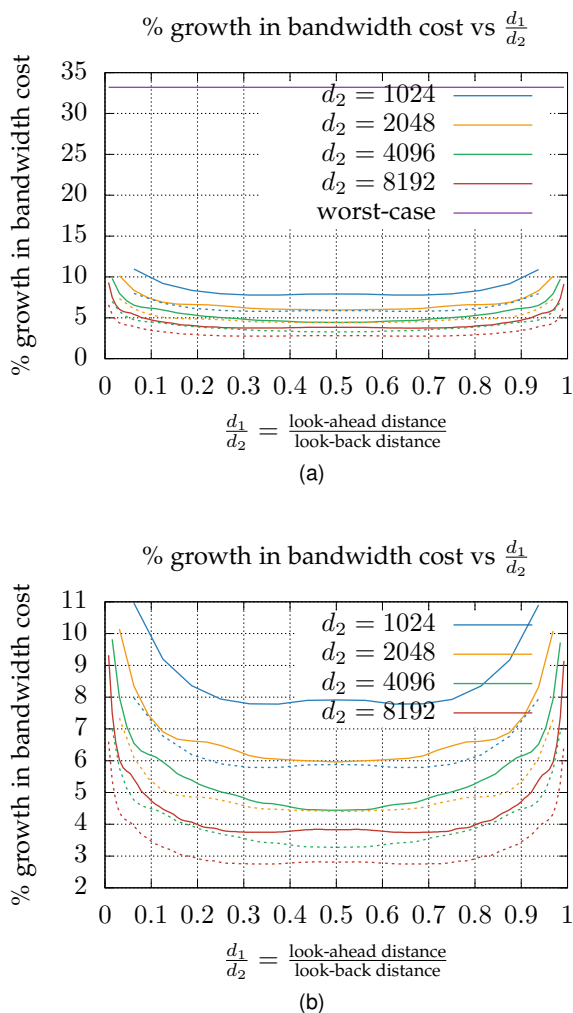 % growth in bandwidth cost vs d₁/d₂
35
30
25
20
15
10
5
0
% growth in bandwidth cost
d₂ = 1024
d₂ = 2048
d₂ = 4096
d₂ = 8192
worst-case
0 0.1 0.2 0.3 0.4 0.5 0.6 0.7 0.8 0.9 1
d₁/d₂ = look-ahead distance/look-back distance
(a)
% growth in bandwidth cost vs d₁/d₂
11
10
9
8
7
6
5
4
3
2
% growth in bandwidth cost
d₂ = 1024
d₂ = 2048
d₂ = 4096
d₂ = 8192
0 0.1 0.2 0.3 0.4 0.5 0.6 0.7 0.8 0.9 1
d₁/d₂ = look-ahead distance/look-back distance
(b)